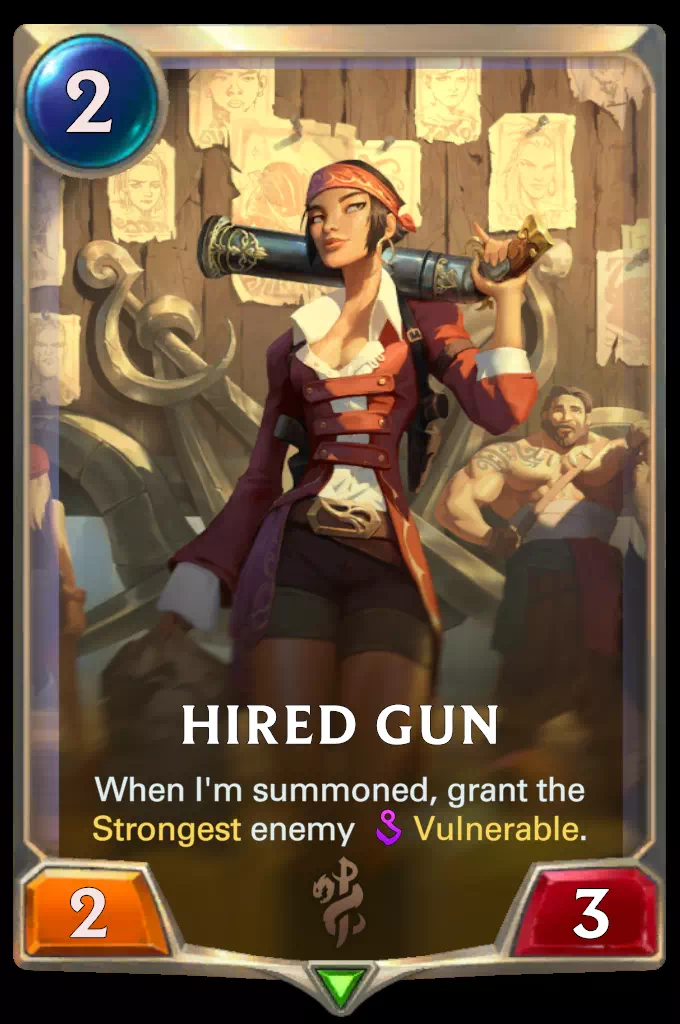 2
HIRED GUN
When I'm summoned, grant the
Strongest enemy Vulnerable.
2
3